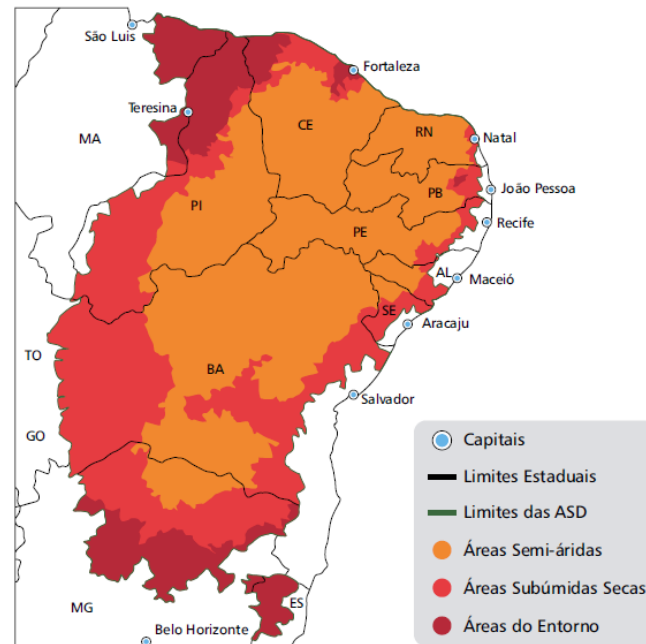 São Luis
Fortaleza
Teresina
CE
RN
MA
Natal
PB
João Pessoa
PI
Recife
PE
AL
Maceió
SE
Aracaju
TO
BA
Salvador
GO
Capitais
Limites Estaduais
Limites das ASD
Áreas Semi-áridas
Áreas Subúmidas Secas
Áreas do Entorno
ES
MG
Belo Horizonte